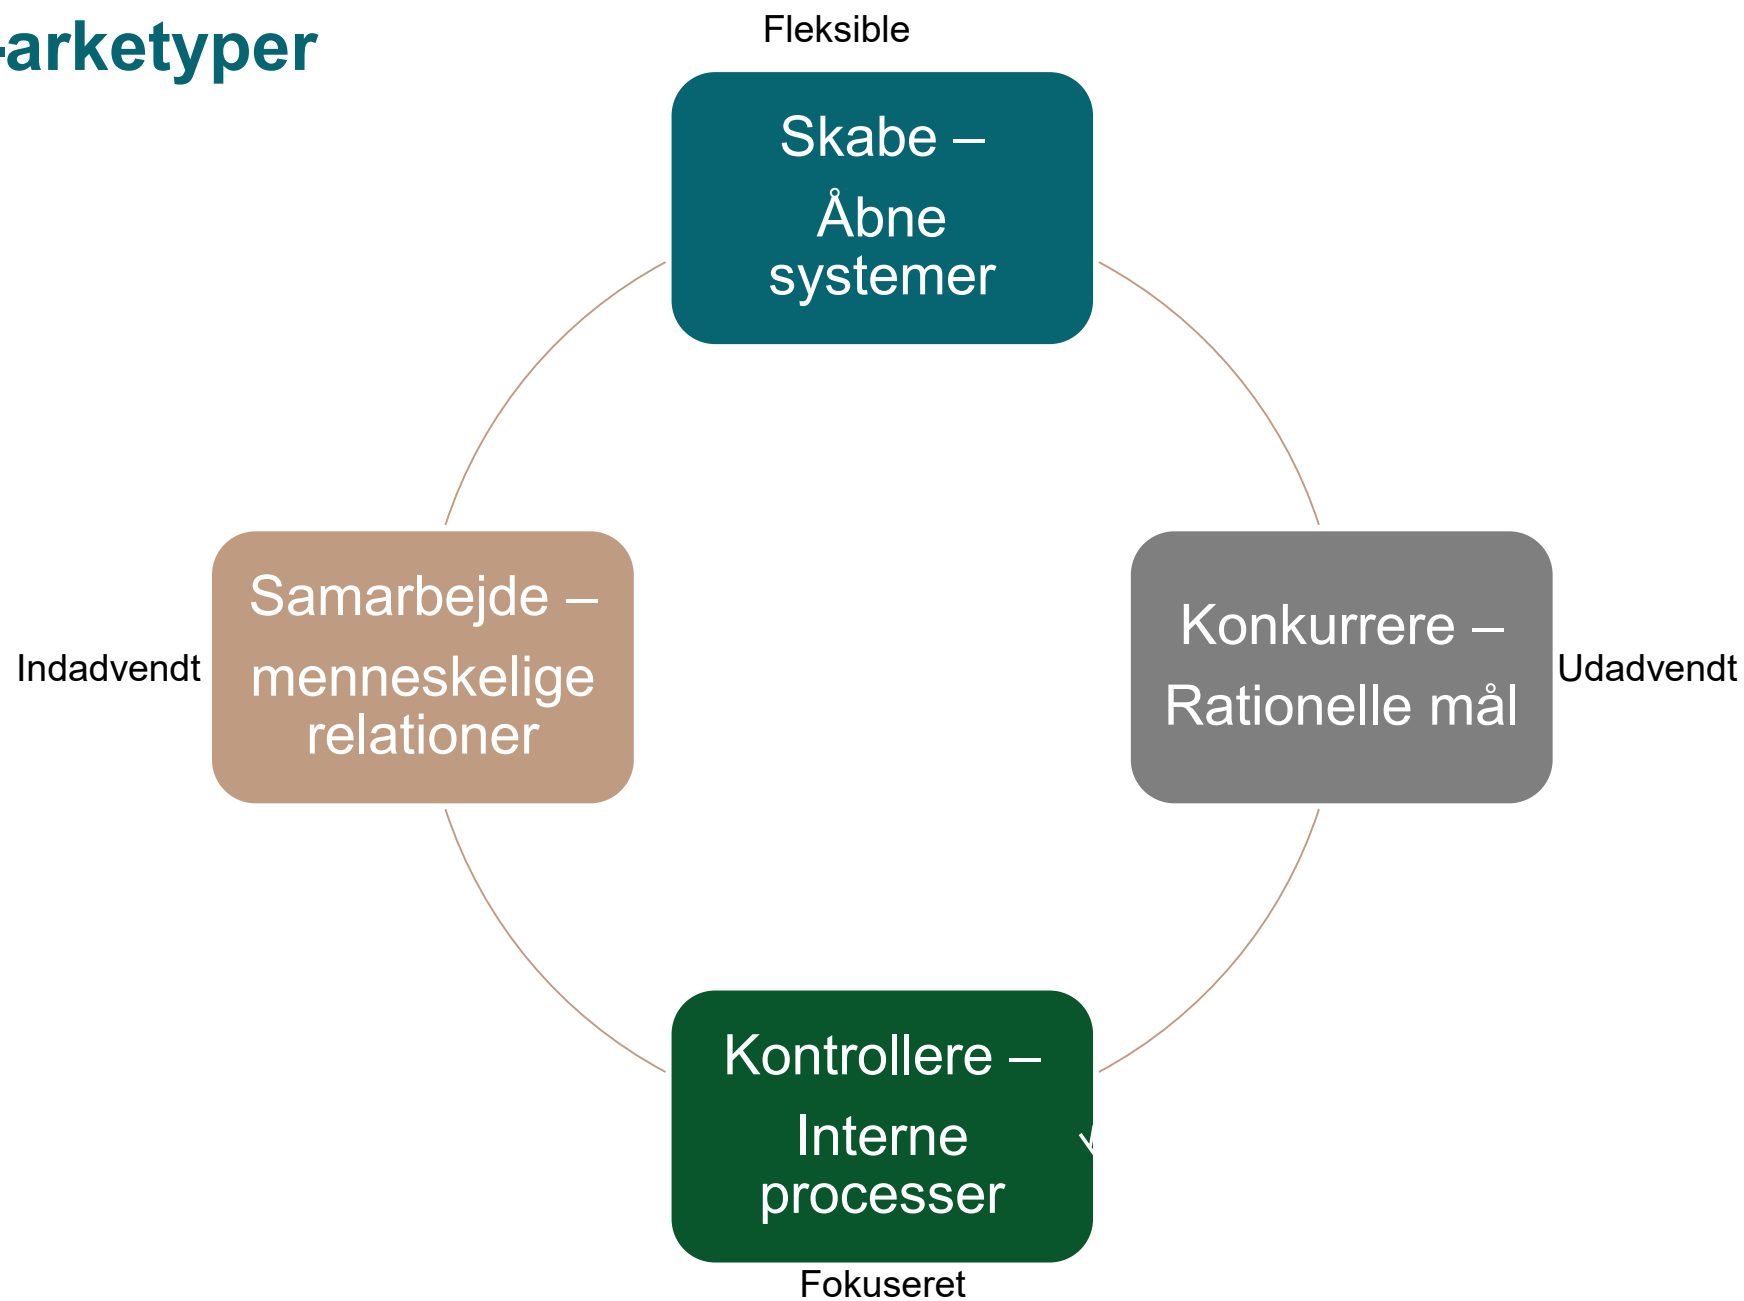 -arketyper
Fleksible
Skabe –
Åbne
systemer
Samarbejde –
menneskelige
relationer
Indadvendt
Konkurrere –
Rationelle mål
Udadvendt
Kontrollere –
Interne
processer
Fokuseret